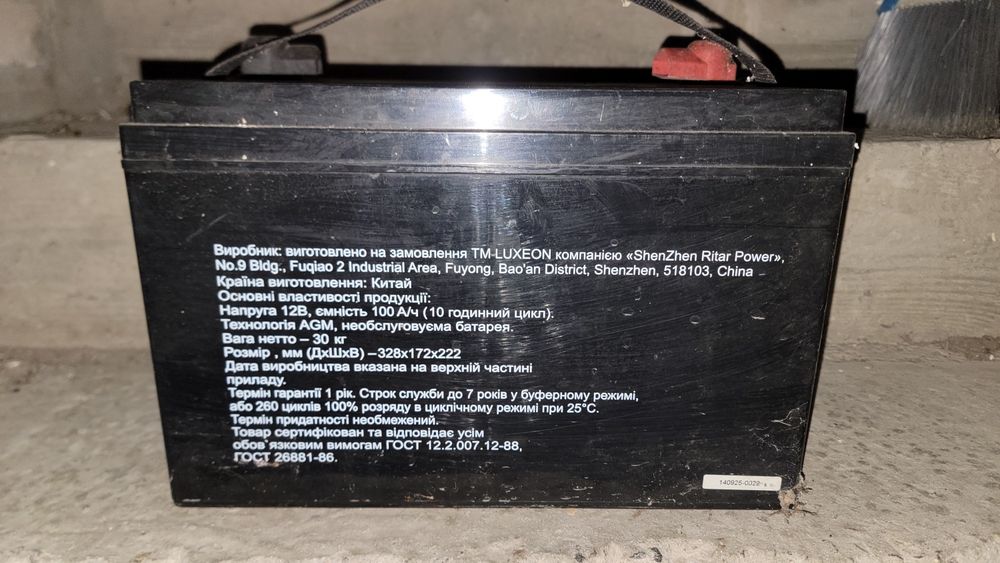 Виробник: виготовлено на замовлення TM LUXEON компанією «ShenZhen Ritar Power»,
No.9 Bldg., Fuqiao 2 Industrial Area, Fuyong, Bao'an District, Shenzhen, 518103, China
Країна виготовлення: Китай
Основні властивості продукції:
Напруга 12В, ємність 100 А/ч (10 годинний цикл).
Технологія AGM, необслуговуєма батарея.
Вага нетто – 30 кг
Розмір , мм (ДхШхВ) –328х172х222
Дата виробництва вказана на верхній частині
приладу.
Термін гарантії 1 рік. Строк служби до 7 років у буферному режимі,
або 260 циклів 100% розряду в циклічному режимі при 25°С.
Термін придатності необмежений.
Товар сертифікован та відповідає усім
обов`язковим вимогам ГОСТ 12.2.007.12-88,
ГОСТ 26881-86.